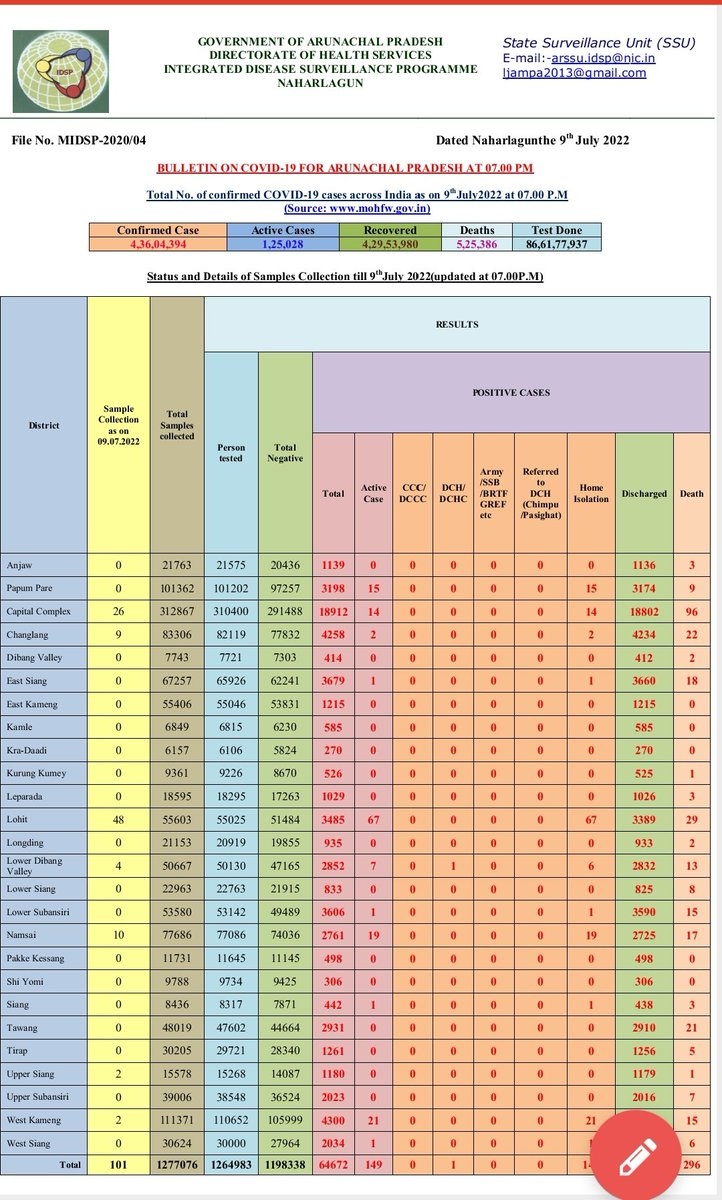 IDSP
GOVERNMENT OF ARUNACHAL PRADESH
DIRECTORATE OF HEALTH SERVICES
INTEGRATED DISEASE SURVEILLANCE PROGRAMME
NAHARLAGUN
State Surveillance Unit (SSU)
E-mail:-arssu.idsp@nic.in
ljampa2013@gmail.com
File No. MIDSP-2020/04 Dated Naharlagunthe 9th July 2022
BULLETIN ON COVID-19 FOR ARUNACHAL PRADESH AT 07.00 PM
Total No. of confirmed COVID-19 cases across India as on 9thJuly2022 at 07.00 P.M
(Source: www.mohfw.gov.in)
Confirmed Case Active Cases Recovered Deaths Test Done
4,36,04,394 1,25,028 4,29,53,980 5,25,386 86,61,77,937
Status and Details of Samples Collection till 9thJuly 2022(updated at 07.00P.M)
District
Sample
Collection
as on
09.07.2022
Total
Samples
collected
RESULTS
Person
tested
Total
Negative
POSITIVE CASES
Total
Active
Case
CCC/
DCCC
DCH/
DCHC
Army
/SSB
/BRTF
GREF
etc
Referred
to
DCH
(Chimpu
/Pasighat)
Home
Isolation
Discharged
Death
Anjaw 0 21763 21575 20436 1139 0 0 0 0 0 0 1136 3
Papum Pare 0 101362 101202 97257 3198 15 0 0 0 0 15 3174 9
Capital Complex 26 312867 310400 291488 18912 14 0 0 0 0 14 18802 96
Changlang 9 83306 82119 77832 4258 2 0 0 0 0 2 4234 22
Dibang Valley 0 7743 7721 7303 414 0 0 0 0 0 0 412 2
East Siang 0 67257 65926 62241 3679 1 0 0 0 0 1 3660 18
East Kameng 0 55406 55046 53831 1215 0 0 0 0 0 0 1215 0
Kamle 0 6849 6815 6230 585 0 0 0 0 0 0 585 0
Kra-Daadi 0 6157 6106 5824 270 0 0 0 0 0 0 270 0
Kurung Kumey 0 9361 9226 8670 526 0 0 0 0 0 0 525 1
Leparada 0 18595 18295 17263 1029 0 0 0 0 0 0 1026 3
Lohit 48 55603 55025 51484 3485 67 0 0 0 0 67 3389 29
Longding 0 21153 20919 19855 935 0 0 0 0 0 0 933 2
Lower Dibang
Valley 4 50667 50130 47165 2852 7 0 1 0 0 6 2832 13
Lower Siang 0 22963 22763 21915 833 0 0 0 0 0 0 825 8
Lower Subansiri 0 53580 53142 49489 3606 1 0 0 0 0 1 3590 15
Namsai 10 77686 77086 74036 2761 19 0 0 0 0 19 2725 17
Pakke Kessang 0 11731 11645 11145 498 0 0 0 0 0 0 498 0
Shi Yomi 0 9788 9734 9425 306 0 0 0 0 0 0 306 0
Siang 0 8436 8317 7871 442 1 0 0 0 0 1 438 3
Tawang 0 48019 47602 44664 2931 0 0 0 0 0 0 2910 21
Tirap 0 30205 29721 28340 1261 0 0 0 0 0 0 1256 5
Upper Siang 2 15578 15268 14087 1180 0 0 0 0 0 0 1179 1
Upper Subansiri 0 39006 38548 36524 2023 0 0 0 0 0 0 2016 7
West Kameng 2 111371 110652 105999 4300 21 0 0 0 0 21 15
West Siang 0 30624 30000 27964 2034 1 0 0 0 0 6
Total 101 1277076 1264983 1198338 64672 149 0 1 0 0 296